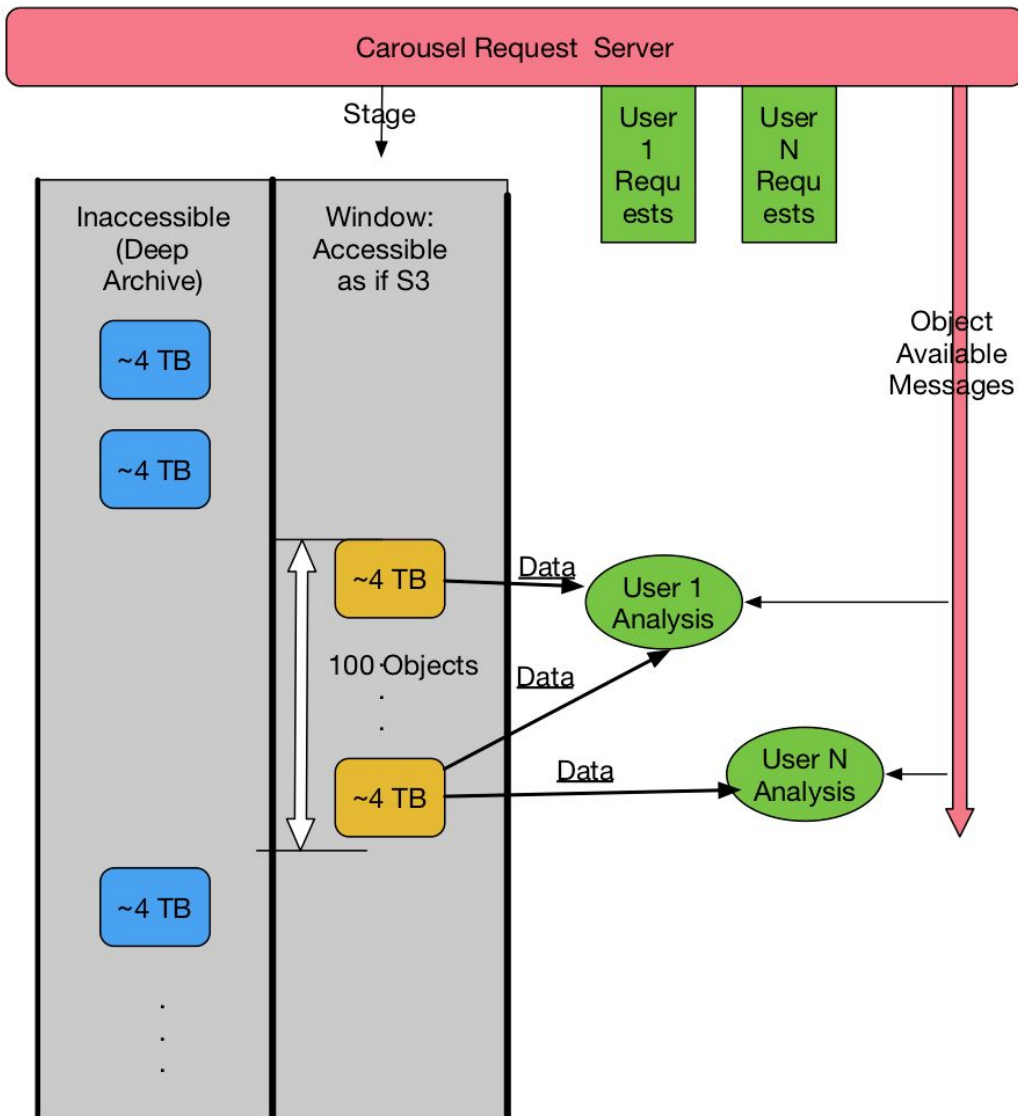 Carousel Request  Server
Stage
User
1
Requ
ests
User
N
Requ
ests
Inaccessible
(Deep
Archive)
Window:
Accessible
as if S3
Object
Available
Messages
~4 TB
~4 TB
~4 TB
Data
User 1
Analysis
100 Objects
.
.
.
Data
~4 TB
Data
User N
Analysis
~4 TB
.
.
.